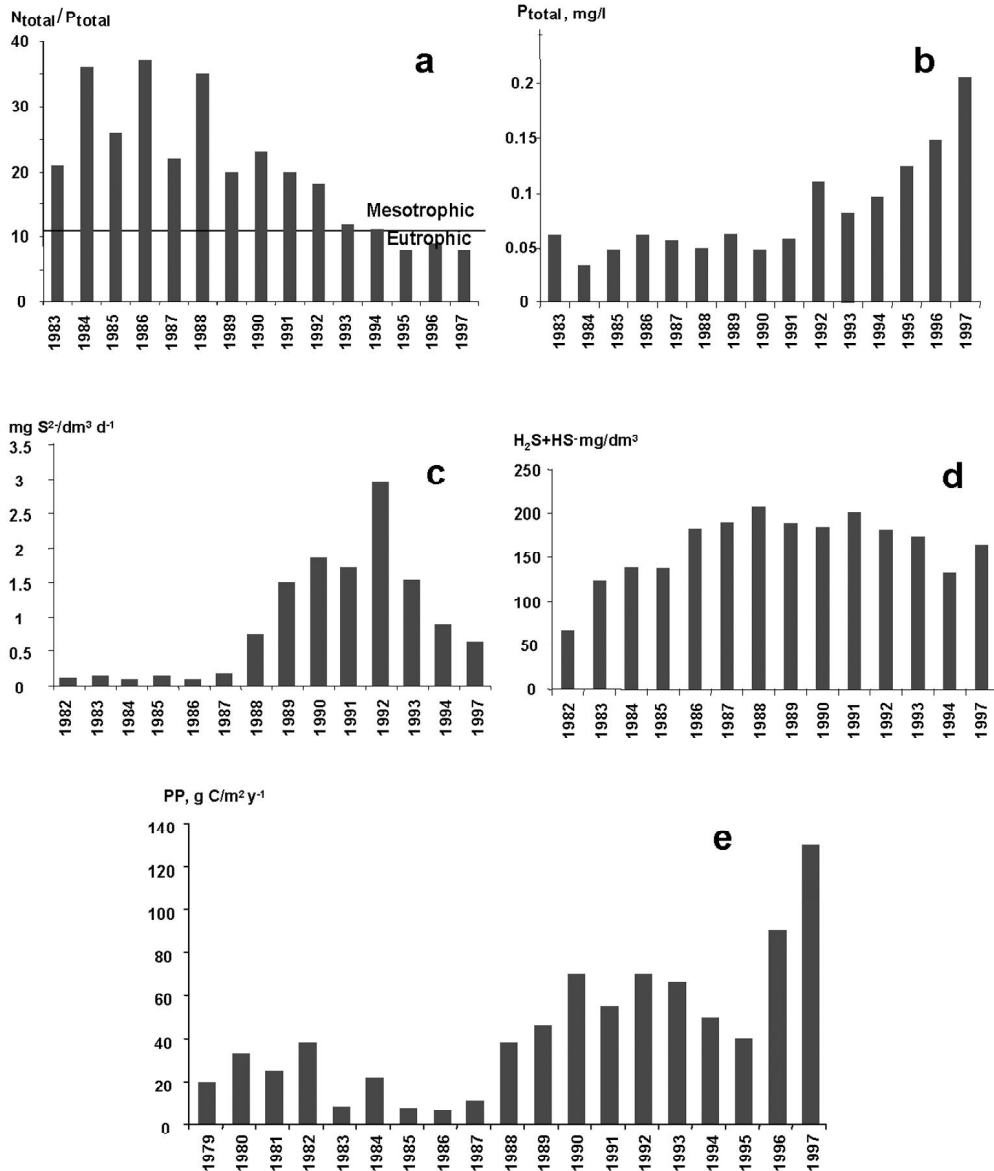 N total / P total
a
40
30
20
10
0
Mesotrophic
Eutrophic
1983 1984 1985 1986 1987 1988 1989 1990 1991 1992 1993 1994 1995 1996 1997
P total , mg/l
b
0.2
0.15
0.1
0.05
0
1983 1984 1985 1986 1987 1988 1989 1990 1991 1992 1993 1994 1995 1996 1997
mg S²⁻/dm³ d⁻¹
c
3.5
3
2.5
2
1.5
1
0.5
0
1982 1983 1984 1985 1986 1987 1988 1989 1990 1991 1992 1993 1994 1997
H₂S+HS⁻mg/dm³
d
250
200
150
100
50
0
1982 1983 1984 1985 1986 1987 1988 1989 1990 1991 1992 1993 1994 1997
PP, g C/m² y⁻¹
e
140
120
100
80
60
40
20
0
1979 1980 1981 1982 1983 1984 1985 1986 1987 1988 1989 1990 1991 1992 1993 1994 1995 1996 1997